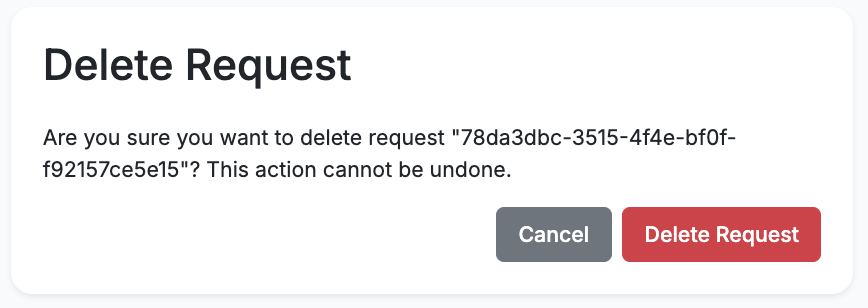 Delete Request
Are you sure you want to delete request "78da3dbc-3515-4f4e-bf0f-
f92157ce5e15"? This action cannot be undone.
Cancel
Delete Request